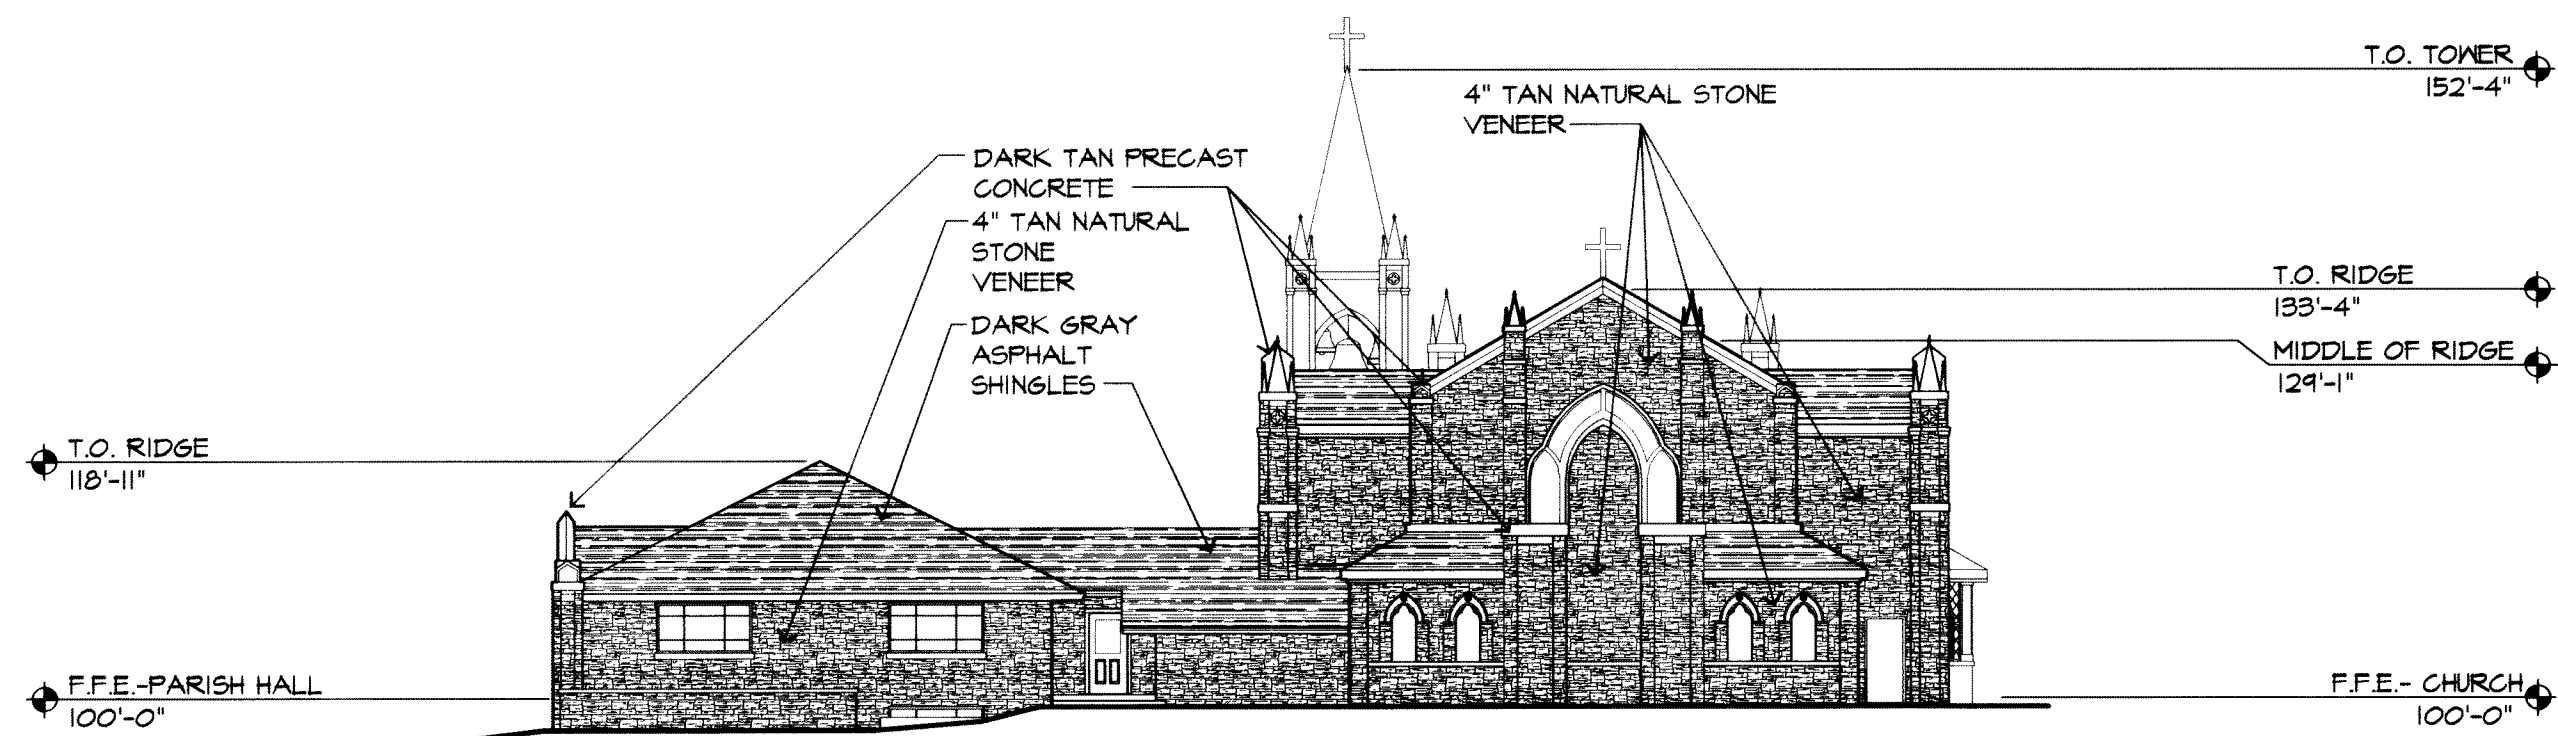 T.O. TOWER
152'-4"
4" TAN NATURAL STONE
VENEER
DARK TAN PRECAST
CONCRETE
4" TAN NATURAL
STONE
VENEER
T.O. RIDGE
133'-4"
DARK GRAY
ASPHALT
SHINGLES
MIDDLE OF RIDGE
129'-1"
T.O. RIDGE
118'-11"
F.F.E.-PARISH HALL
100'-0"
F.F.E.- CHURCH
100'-0"